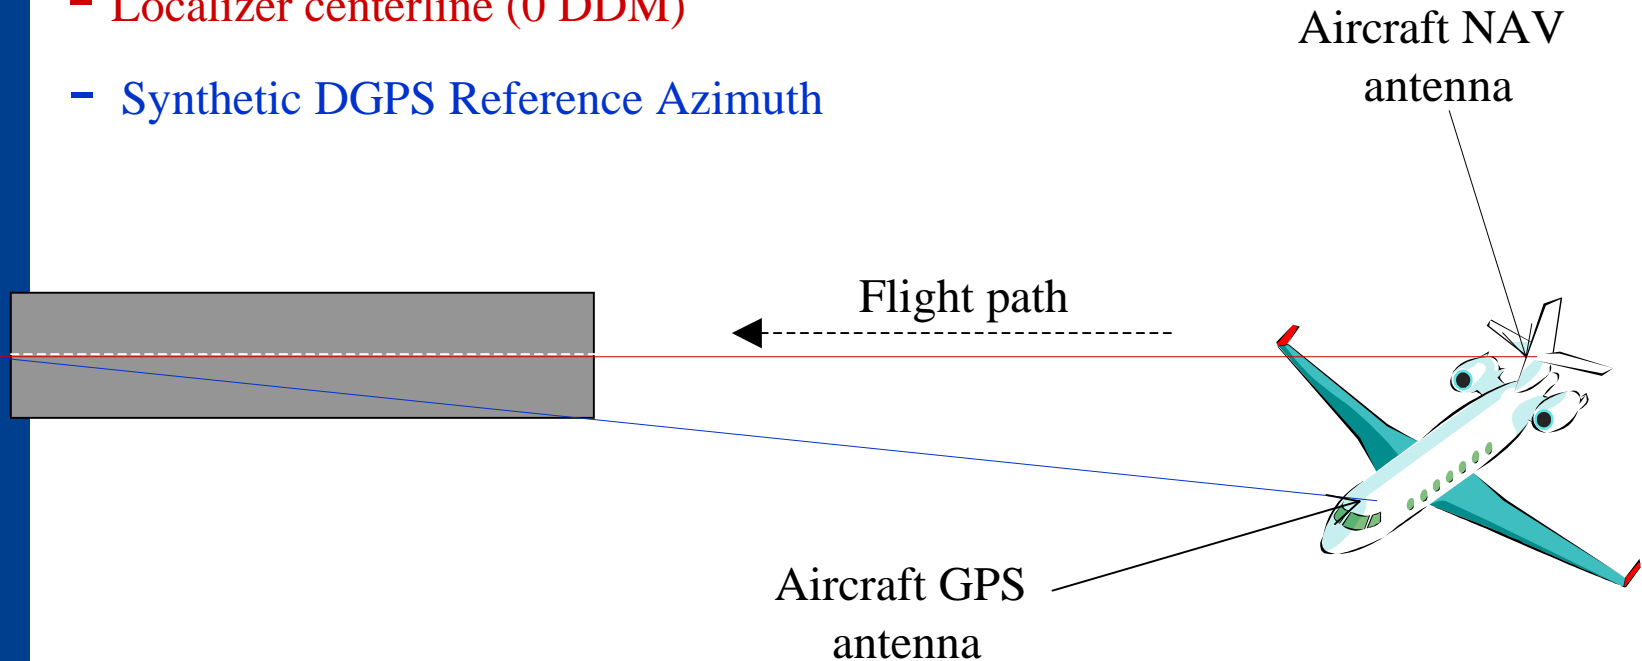 - Localizer centerline (0 DDM)
- Synthetic DGPS Reference Azimuth
Aircraft NAV
antenna
Flight path
Aircraft GPS
antenna